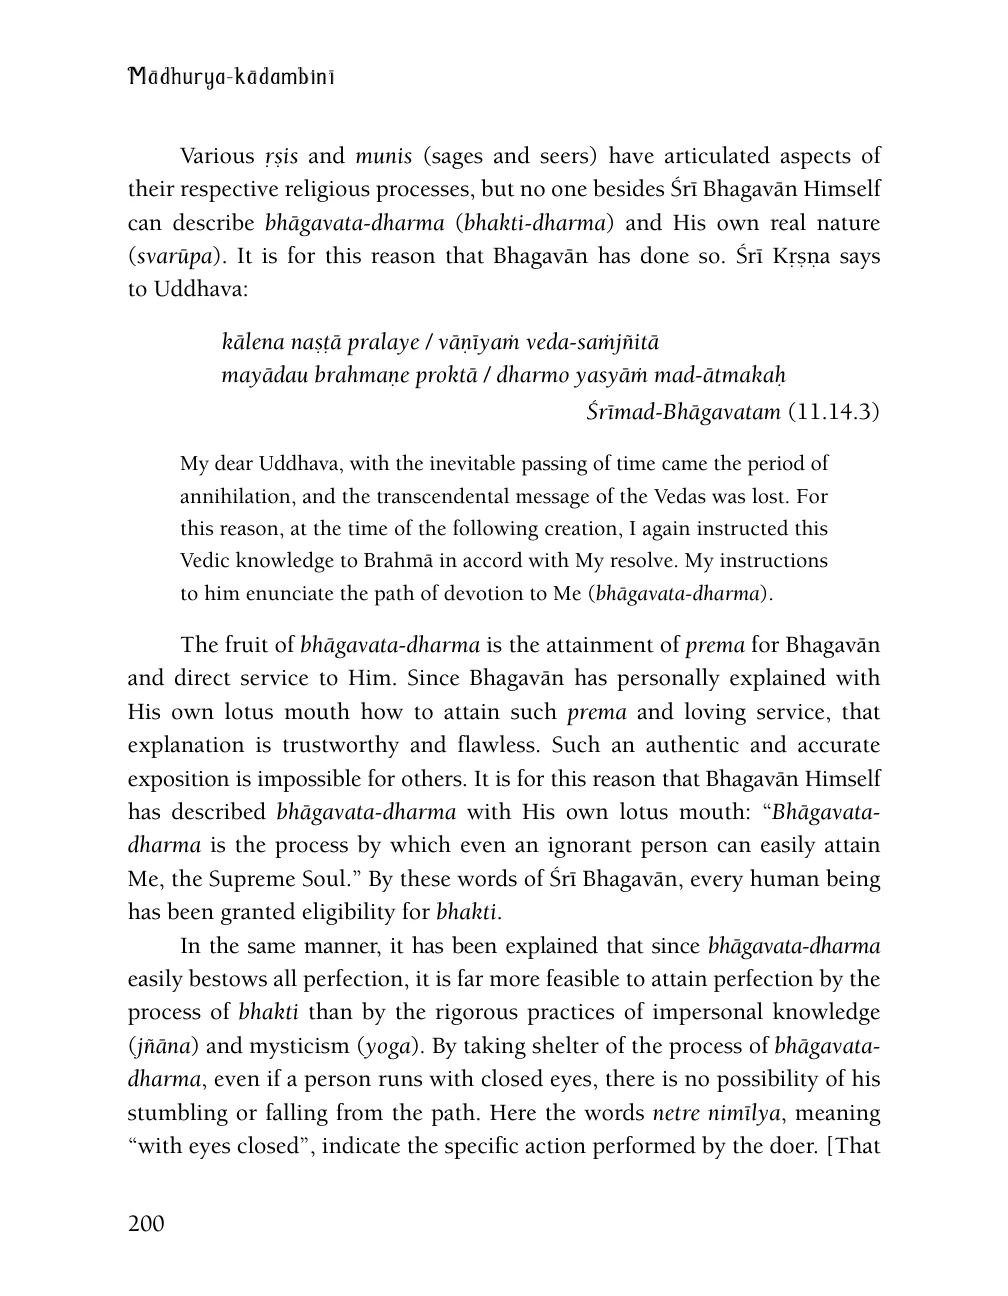 Mādhurya-kādambinī
Various ṛṣis and munis (sages and seers) have articulated aspects of
their respective religious processes, but no one besides Śrī Bhagavān Himself
can describe bhāgavata-dharma (bhakti-dharma) and His own real nature
(svarūpa). It is for this reason that Bhagavān has done so. Śrī Kṛṣṇa says
to Uddhava:
kālena naṣṭā pralaye / vāṇīyaṁ veda-saṁjñitā
mayādau brahmaṇe proktā / dharmo yasyāṁ mad-ātmakaḥ
Śrīmad-Bhāgavatam (11.14.3)
My dear Uddhava, with the inevitable passing of time came the period of
annihilation, and the transcendental message of the Vedas was lost. For
this reason, at the time of the following creation, I again instructed this
Vedic knowledge to Brahmā in accord with My resolve. My instructions
to him enunciate the path of devotion to Me (bhāgavata-dharma).
The fruit of bhāgavata-dharma is the attainment of prema for Bhagavān
and direct service to Him. Since Bhagavān has personally explained with
His own lotus mouth how to attain such prema and loving service, that
explanation is trustworthy and flawless. Such an authentic and accurate
exposition is impossible for others. It is for this reason that Bhagavān Himself
has described bhāgavata-dharma with His own lotus mouth: “Bhāgavata-
dharma is the process by which even an ignorant person can easily attain
Me, the Supreme Soul.” By these words of Śrī Bhagavān, every human being
has been granted eligibility for bhakti.
In the same manner, it has been explained that since bhāgavata-dharma
easily bestows all perfection, it is far more feasible to attain perfection by the
process of bhakti than by the rigorous practices of impersonal knowledge
(jñāna) and mysticism (yoga). By taking shelter of the process of bhāgavata-
dharma, even if a person runs with closed eyes, there is no possibility of his
stumbling or falling from the path. Here the words netre nimīlya, meaning
“with eyes closed”, indicate the specific action performed by the doer. [That
200